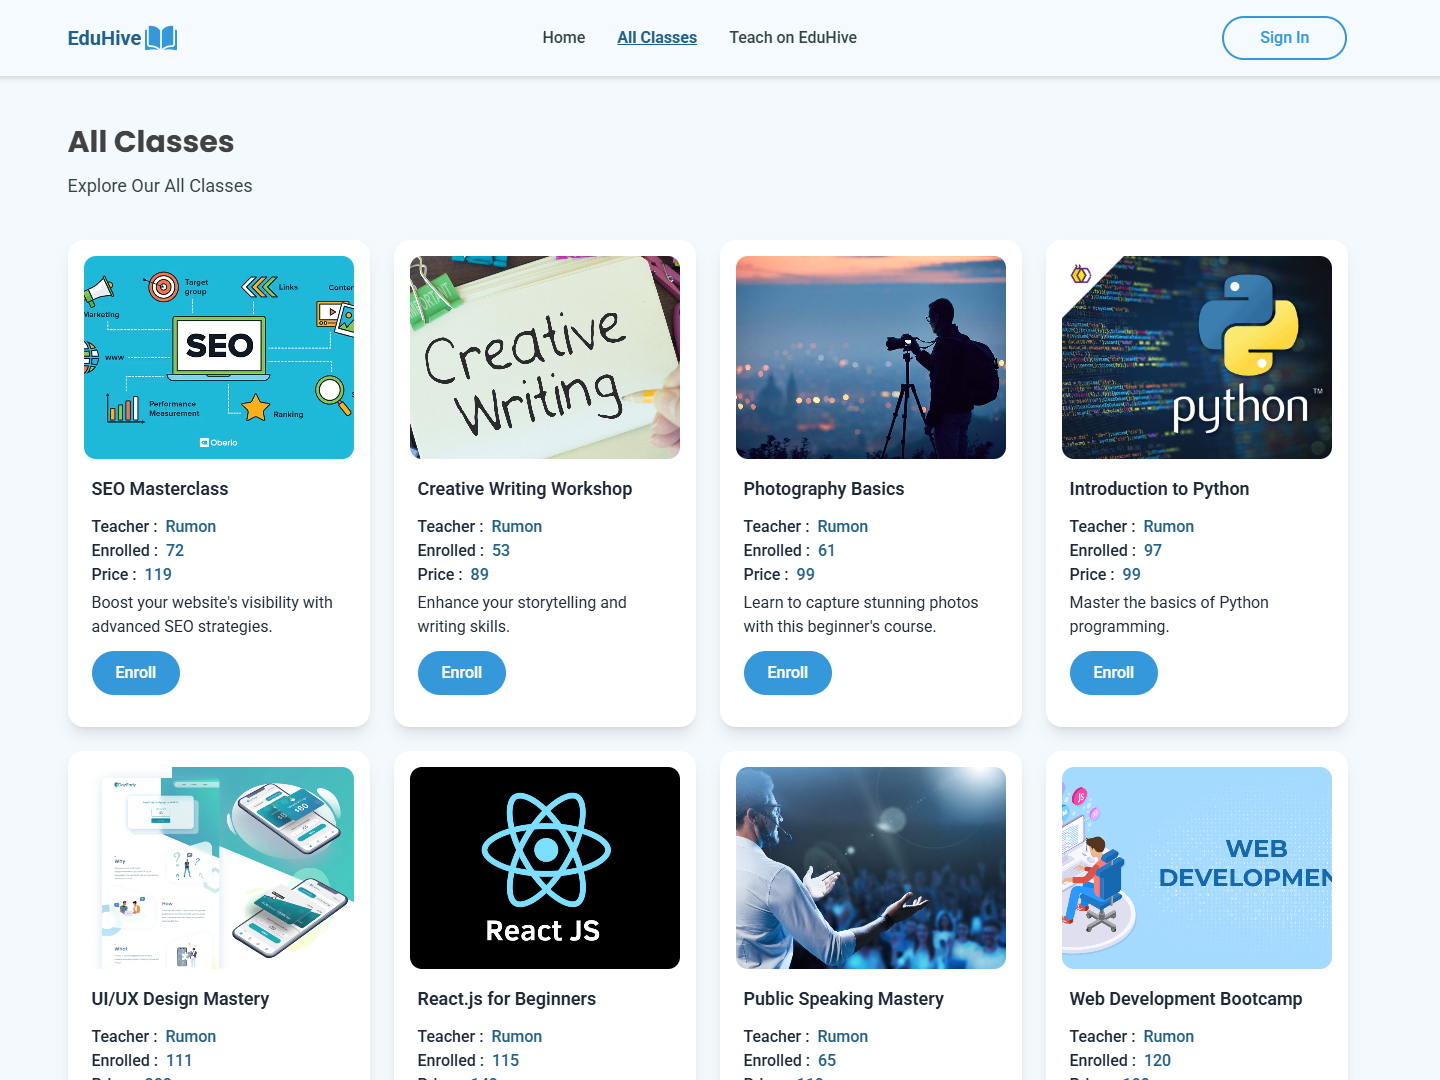 EduHive
Home
All Classes
Teach on EduHive
Sign In
All Classes
Explore Our All Classes
Target
group
Links
Marketing
SEO
www
Performance
Measurement
Ranking
Oberlo
Creative
Writing
python
TM
SEO Masterclass
Teacher : Rumon
Enrolled : 72
Price : 119
Boost your website's visibility with
advanced SEO strategies.
Enroll
Creative Writing Workshop
Teacher : Rumon
Enrolled : 53
Price : 89
Enhance your storytelling and
writing skills.
Enroll
Photography Basics
Teacher : Rumon
Enrolled : 61
Price : 99
Learn to capture stunning photos
with this beginner's course.
Enroll
Introduction to Python
Teacher : Rumon
Enrolled : 97
Price : 99
Master the basics of Python
programming.
Enroll
Why
How
What
UI/UX Design Mastery
Teacher : Rumon
Enrolled : 111
React JS
React.js for Beginners
Teacher : Rumon
Enrolled : 115
Public Speaking Mastery
Teacher : Rumon
Enrolled : 65
JS
WEB
DEVELOPMEN
Web Development Bootcamp
Teacher : Rumon
Enrolled : 120